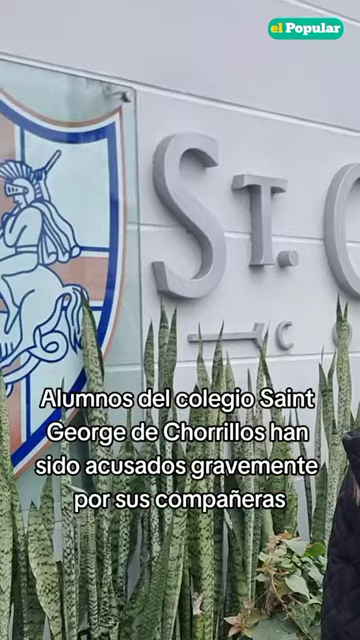 el Popular
ST. G
C O
Alumnos del colegio Saint
George de Chorrillos han
sido acusados gravemente
por sus compañeras